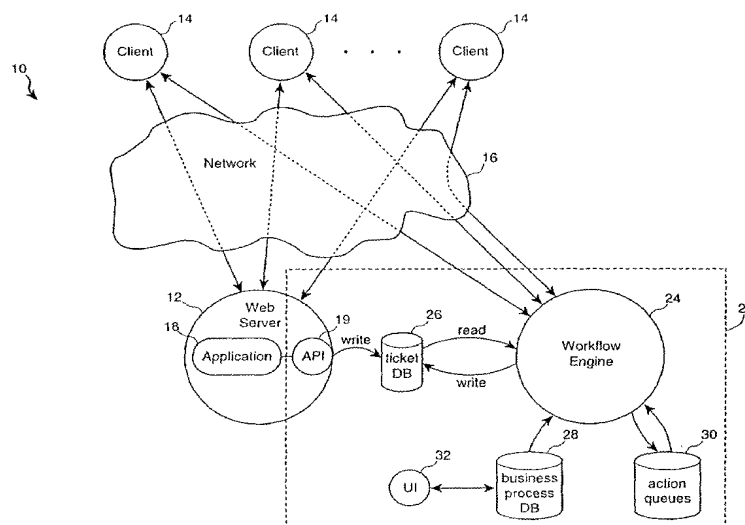 14
14
14
Client
Client
Client
. . . .
10
Network
16
12
Web
Server
24
18
19
26
Application
API
write
ticket
DB
read
write
Workflow
Engine
32
28
30
UI
business
process
DB
action
queues